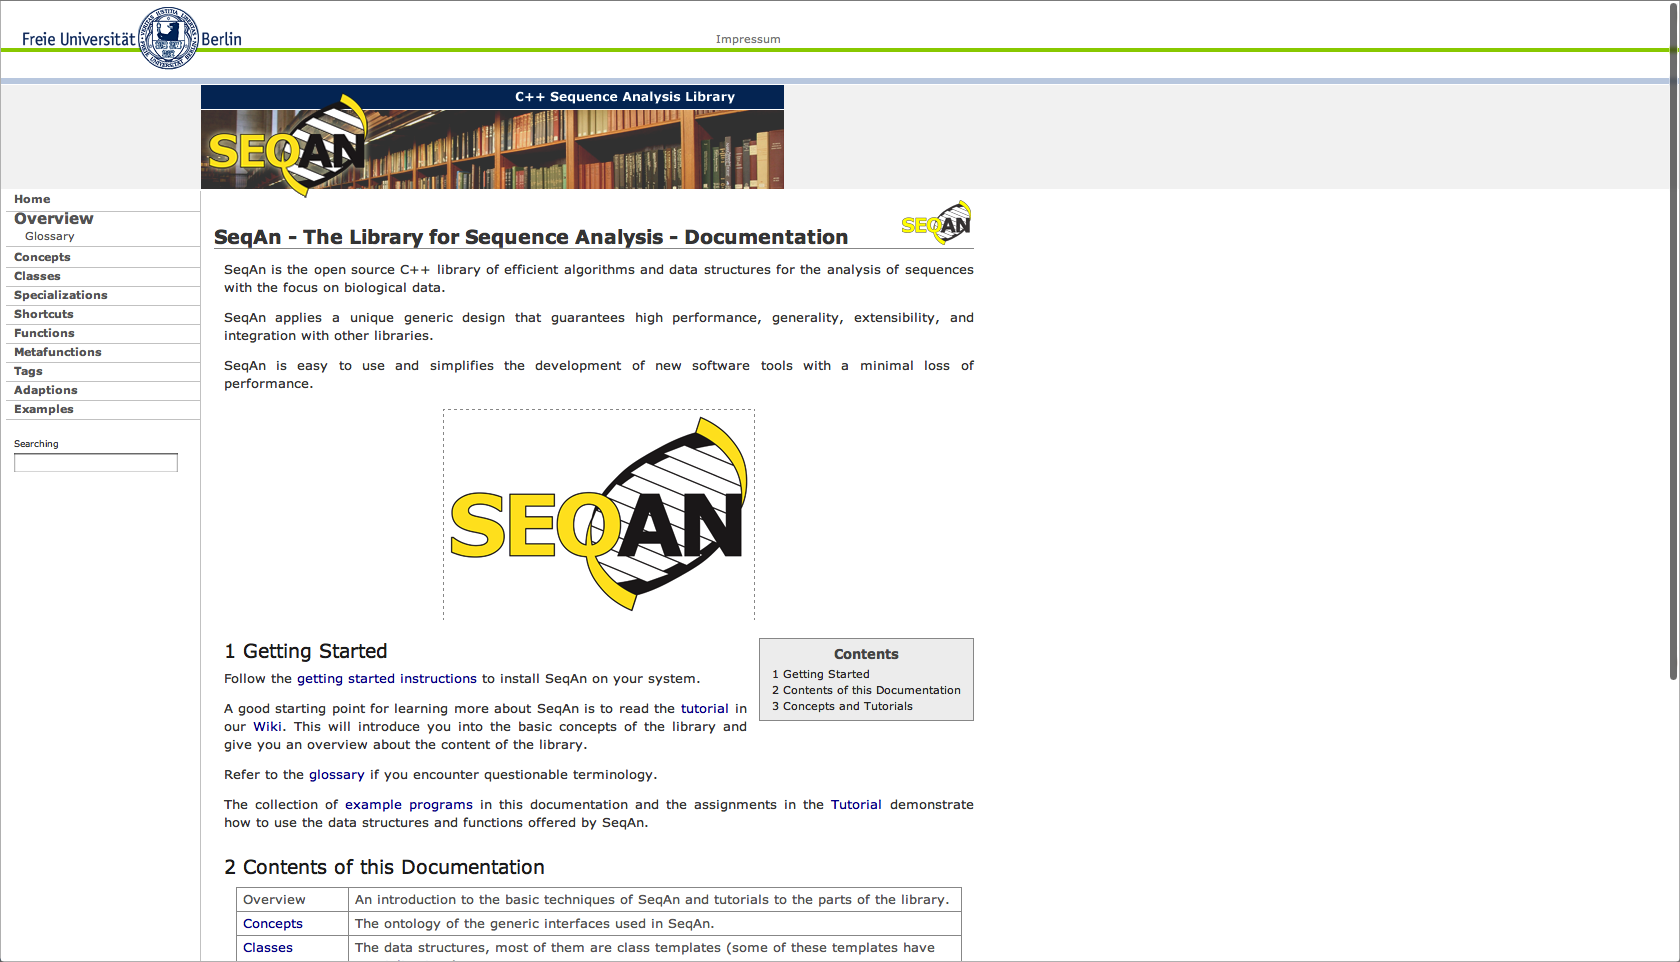 Freie Universität Berlin
Impressum
C++ Sequence Analysis Library
SEQAN
Home
Overview
Glossary
Concepts
Classes
Specializations
Shortcuts
Functions
Metafunctions
Tags
Adaptions
Examples
Searching
SEQAN
SeqAn - The Library for Sequence Analysis - Documentation
SeqAn is the open source C++ library of efficient algorithms and data structures for the analysis of sequences
with the focus on biological data.
SeqAn applies a unique generic design that guarantees high performance, generality, extensibility, and
integration with other libraries.
SeqAn is easy to use and simplifies the development of new software tools with a minimal loss of
performance.
SEQAN
1 Getting Started
Follow the getting started instructions to install SeqAn on your system.
A good starting point for learning more about SeqAn is to read the tutorial in
our Wiki. This will introduce you into the basic concepts of the library and
give you an overview about the content of the library.
Contents
1 Getting Started
2 Contents of this Documentation
3 Concepts and Tutorials
Refer to the glossary if you encounter questionable terminology.
The collection of example programs in this documentation and the assignments in the Tutorial demonstrate
how to use the data structures and functions offered by SeqAn.
2 Contents of this Documentation
Overview An introduction to the basic techniques of SeqAn and tutorials to the parts of the library.
Concepts The ontology of the generic interfaces used in SeqAn.
Classes The data structures, most of them are class templates (some of these templates have